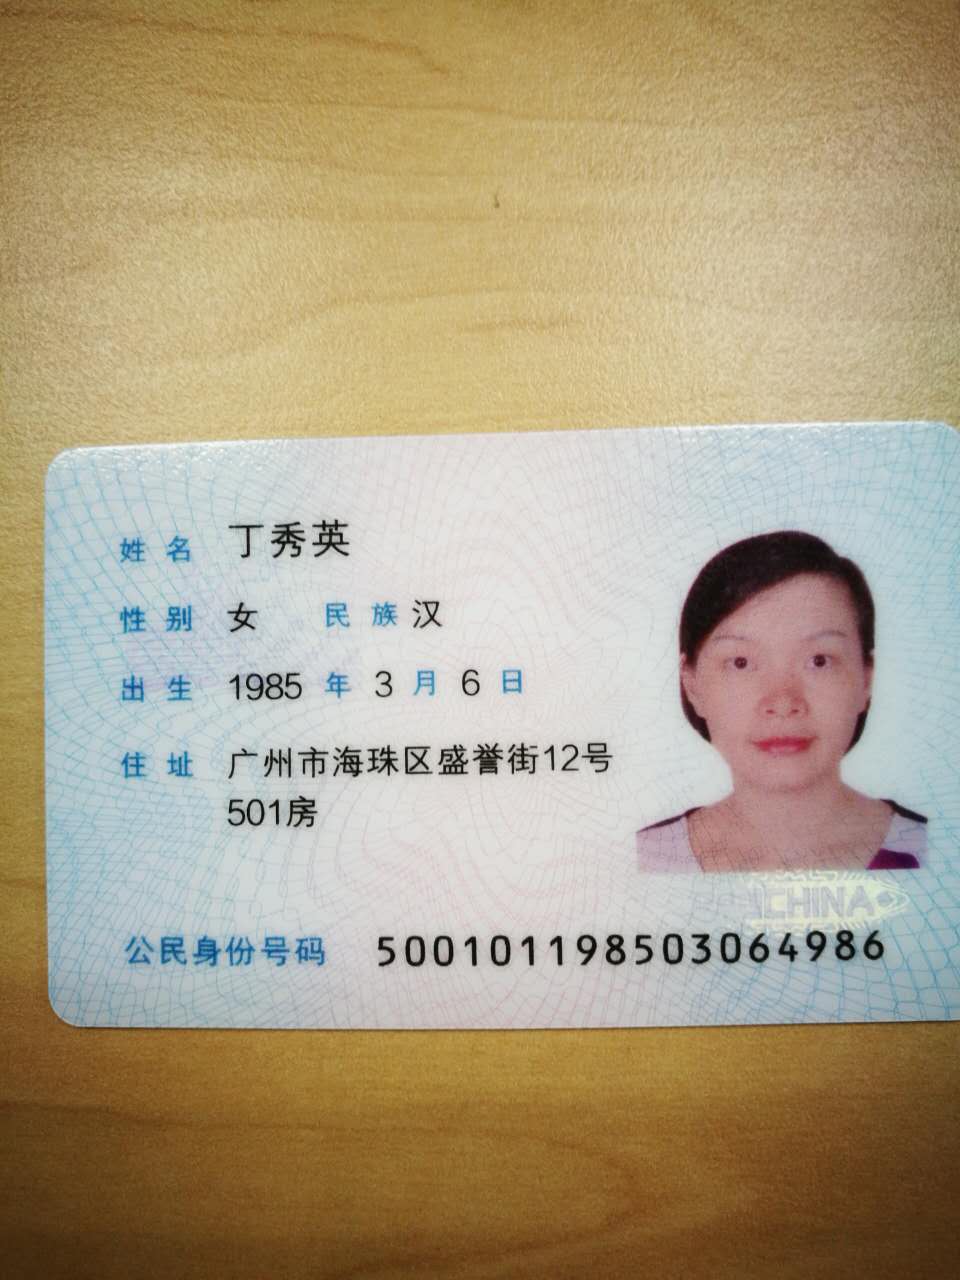 姓名 丁秀英
性别 女 民族 汉
出生 1985 年 3 月 6 日
住址 广州市海珠区盛誉街12号
501房
CHINA
公民身份号码 500101198503064986